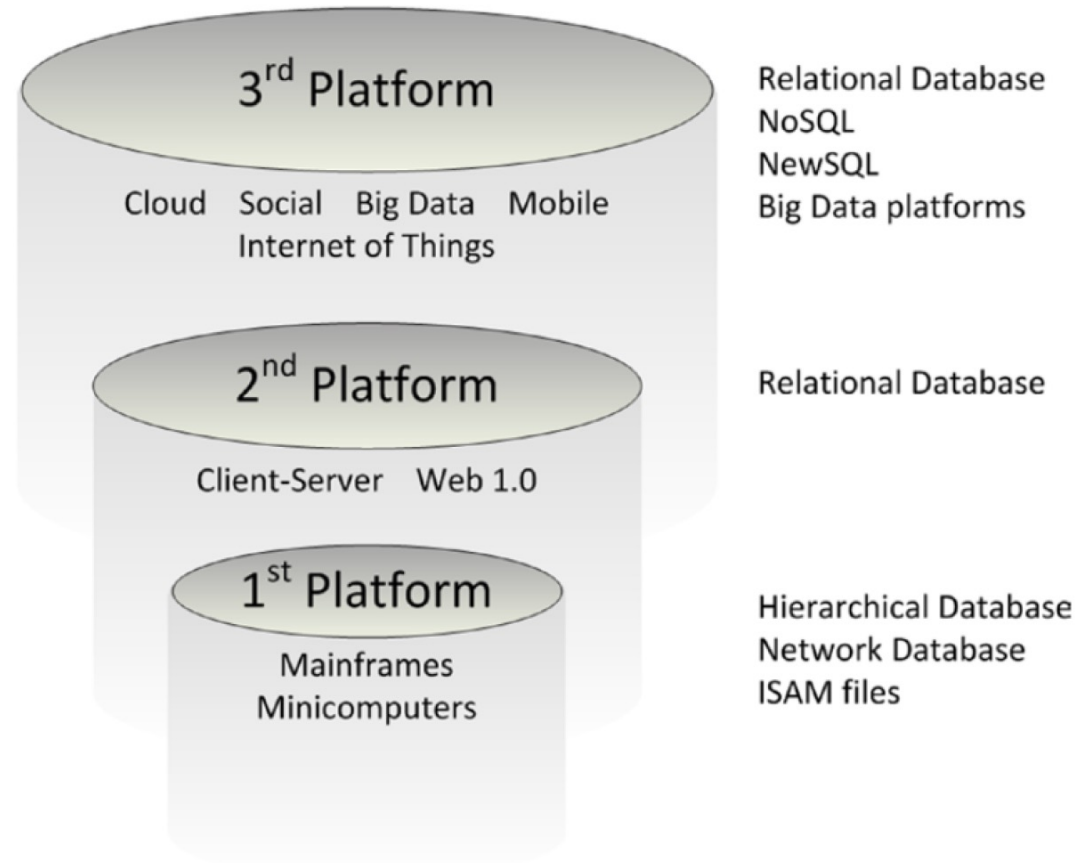 3rd Platform
Cloud Social Big Data Mobile
Internet of Things
Relational Database
NoSQL
NewSQL
Big Data platforms
2nd Platform
Client-Server Web 1.0
Relational Database
1st Platform
Mainframes
Minicomputers
Hierarchical Database
Network Database
ISAM files